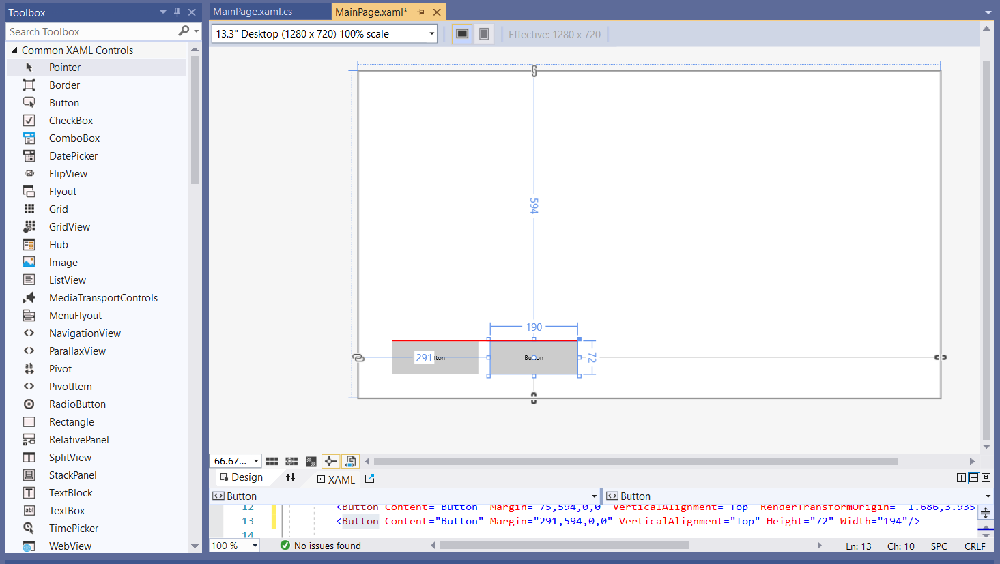 Toolbox
Search Toolbox
Common XAML Controls
Pointer
Border
Button
CheckBox
ComboBox
DatePicker
FlipView
Flyout
Grid
GridView
Hub
Image
ListView
MediaTransportControls
MenuFlyout
NavigationView
ParallaxView
Pivot
PivotItem
RadioButton
Rectangle
RelativePanel
SplitView
StackPanel
TextBlock
TextBox
TimePicker
WebView
MainPage.xaml.cs
MainPage.xaml*
13.3" Desktop (1280 x 720) 100% scale
Effective: 1280 x 720
594
190
291
tton
Button
72
66.67...
Design
XAML
Button
Button
12 <Button Content="Button" Margin="75,594,0,0" VerticalAlignment="Top" RenderTransformOrigin="-1.686,3.935
13 <Button Content="Button" Margin="291,594,0,0" VerticalAlignment="Top" Height="72" Width="194"/>
14
100 %
No issues found
Ln: 13
Ch: 10
SPC
CRLF